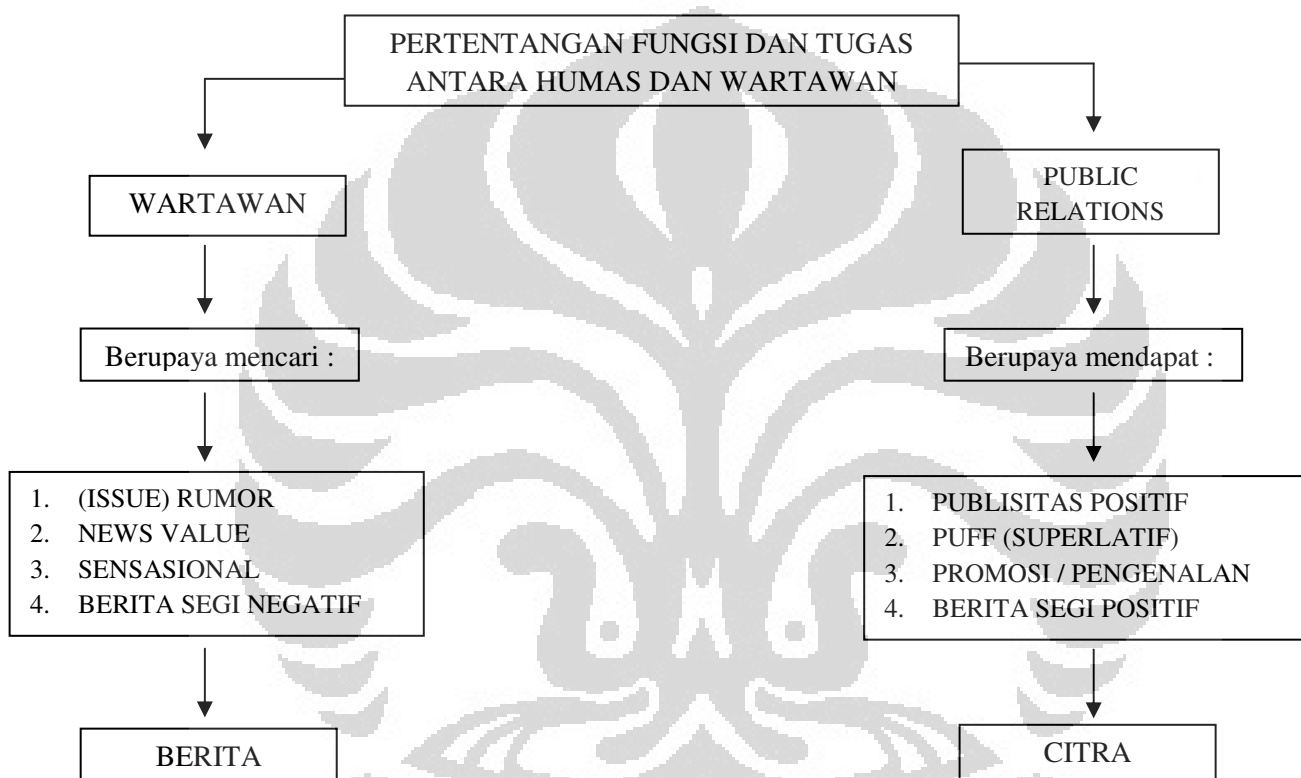 PERTENTANGAN FUNGSI DAN TUGAS
ANTARA HUMAS DAN WARTAWAN
WARTAWAN
PUBLIC
RELATIONS
Berupaya mencari :
Berupaya mendapat :
1. (ISSUE) RUMOR
2. NEWS VALUE
3. SENSASIONAL
4. BERITA SEGI NEGATIF
1. PUBLISITAS POSITIF
2. PUFF (SUPERLATIF)
3. PROMOSI / PENGENALAN
4. BERITA SEGI POSITIF
BERITA
CITRA